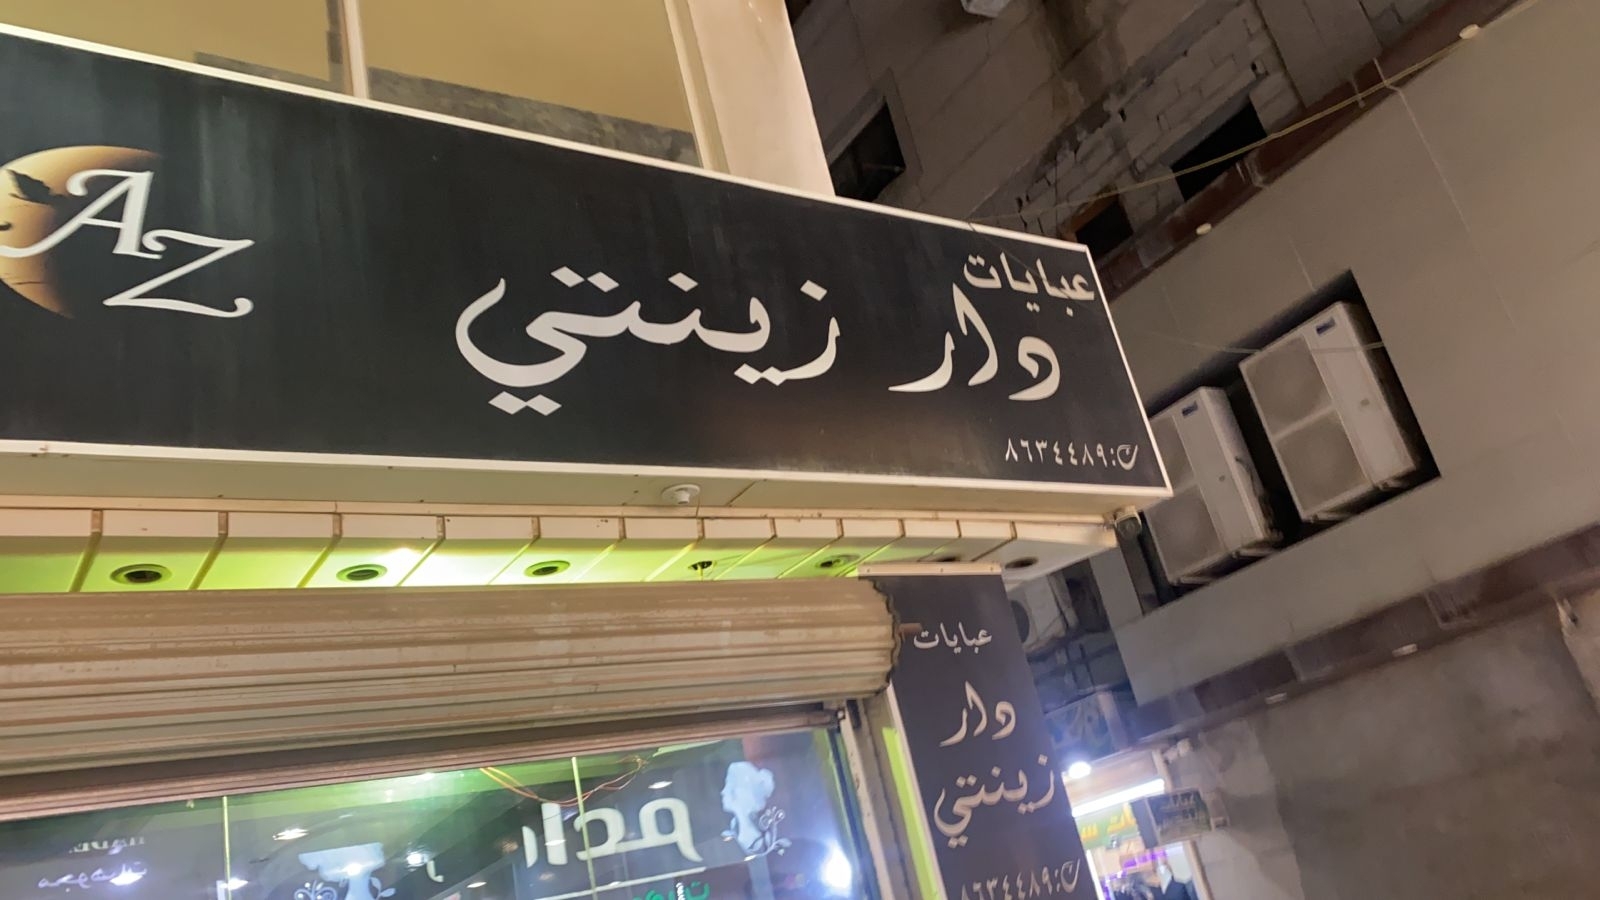 عبايات
دار زينتي
AZ
ت:٨٦٣٤٤٨٩
عبايات
دار
زينتي
ت:٨٦٣٤٤٨٩